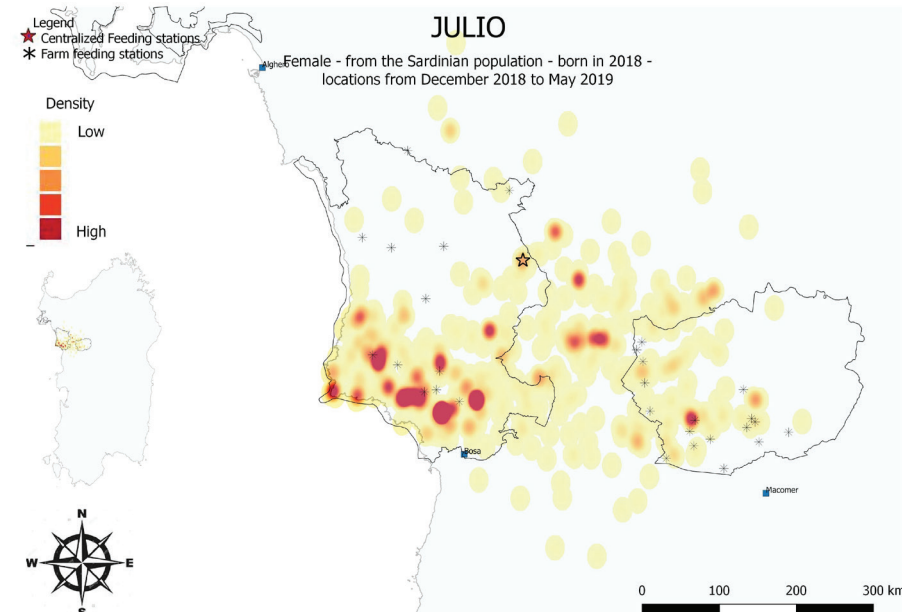 JULIO
Female - from the Sardinian population - born in 2018 -
locations from December 2018 to May 2019
Legend
Centralized Feeding stations
Farm feeding stations
Alghero
Density
Low
High
Bosa
Macomer
N
W E
S
0 100 200 300 km